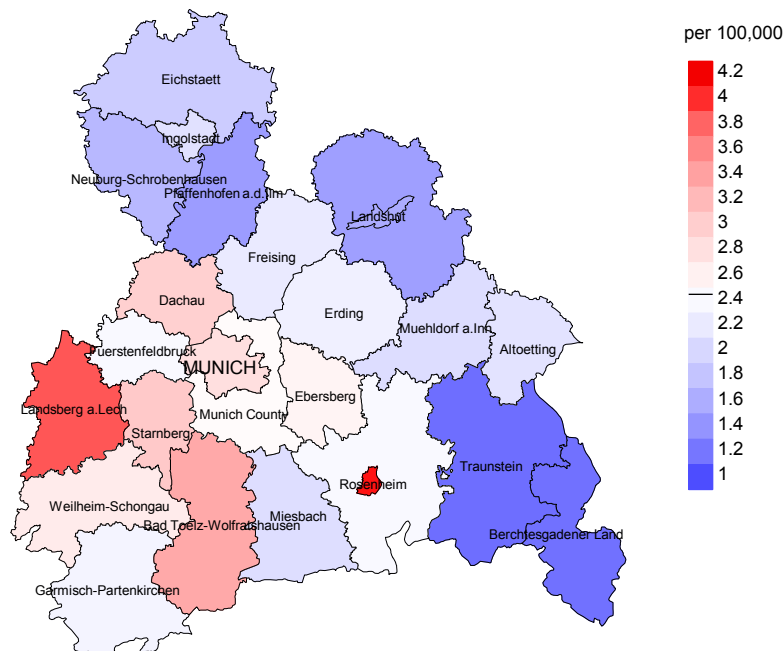 per 100,000
4.2
4
3.8
3.6
3.4
3.2
3
2.8
2.6
2.4
2.2
2
1.8
1.6
1.4
1.2
1
Eichstaett
Ingolstadt
Neuburg-Schrobenhausen
Pfaffenhofen a.d.Ilm
Landshut
Freising
Dachau
Erding
Muehldorf a.Inn
Altoetting
Fuerstenfeldbruck
MUNICH
Ebersberg
Landsberg a.Lech
Munich County
Starnberg
Traunstein
Rosenheim
Weilheim-Schongau
Miesbach
Bad Toelz-Wolfratshausen
Berchtesgadener Land
Garmisch-Partenkirchen